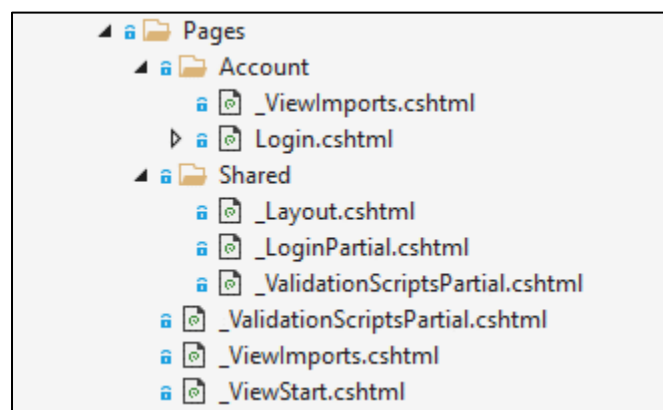 Pages
Account
_ViewImports.cshtml
Login.cshtml
Shared
_Layout.cshtml
_LoginPartial.cshtml
_ValidationScriptsPartial.cshtml
_ValidationScriptsPartial.cshtml
_ViewImports.cshtml
_ViewStart.cshtml